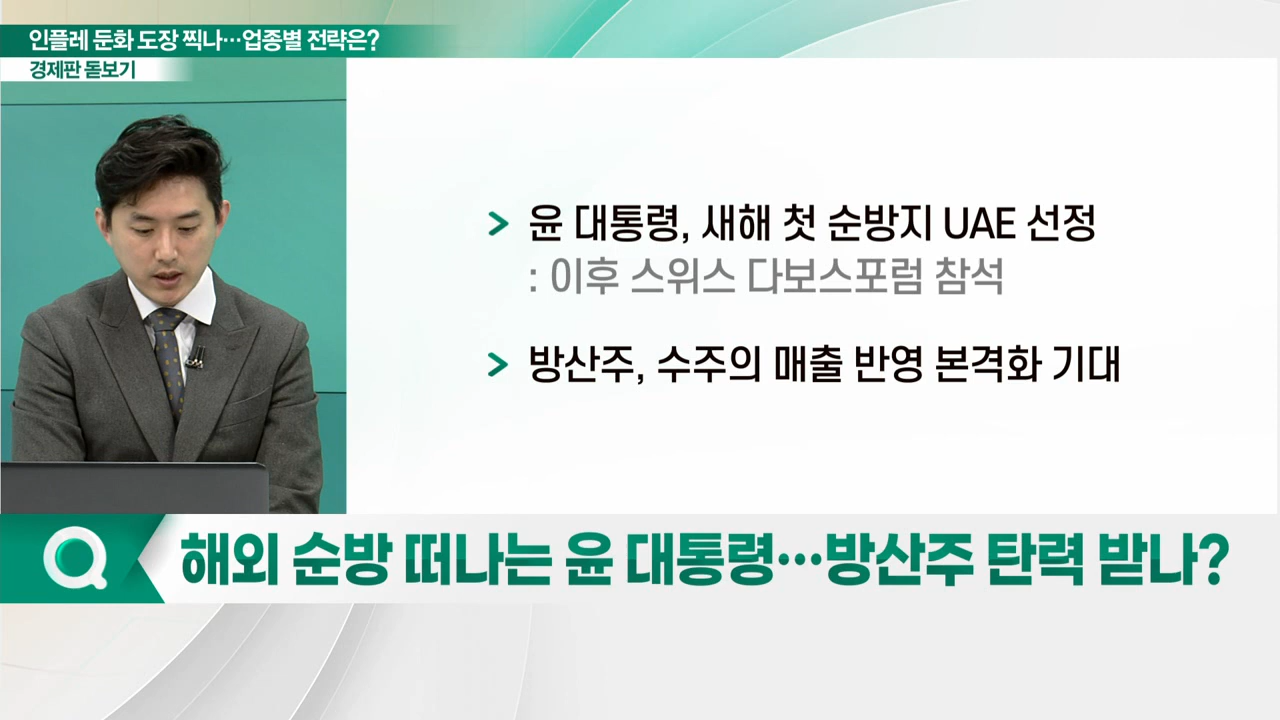 인플레 둔화 도장 찍나…업종별 전략은?
경제판 돋보기
> 윤 대통령, 새해 첫 순방지 UAE 선정
: 이후 스위스 다보스포럼 참석
> 방산주, 수주의 매출 반영 본격화 기대
Q 해외 순방 떠나는 윤 대통령…방산주 탄력 받나?